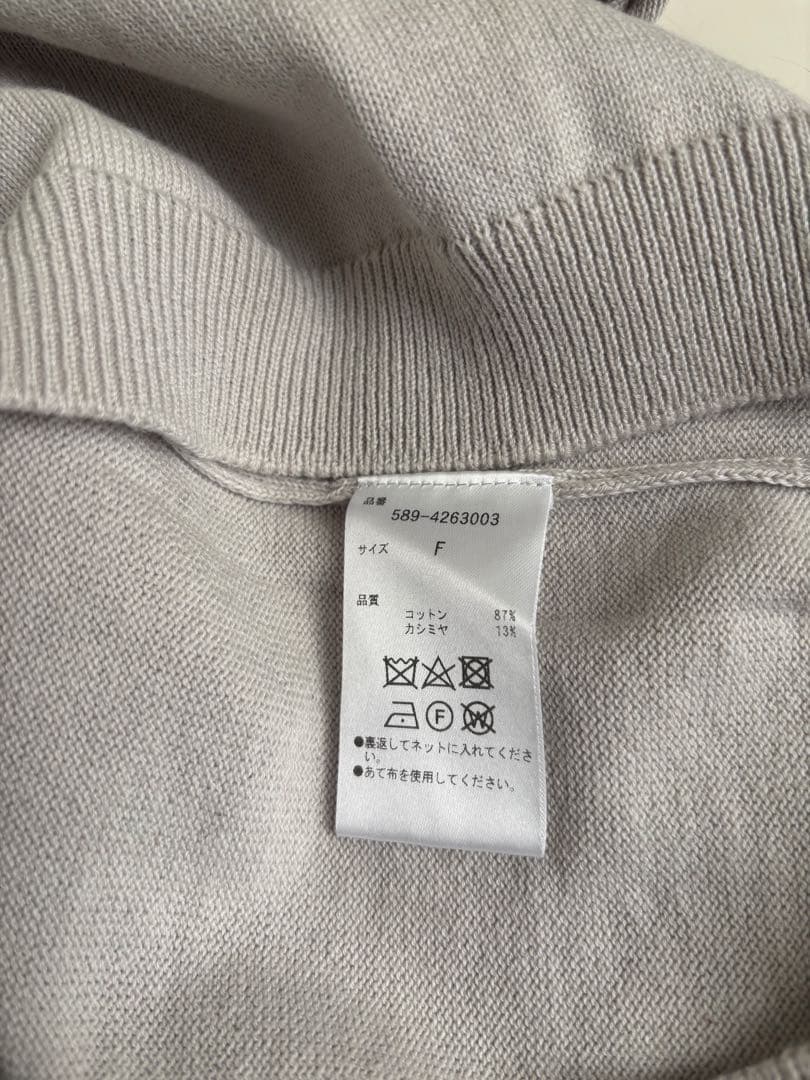 品番
589-4263003
サイズ F
品質
コットン 87%
カシミヤ 13%
F W
●裏返してネットに入れてくださ
い。
●あて布を使用してください。